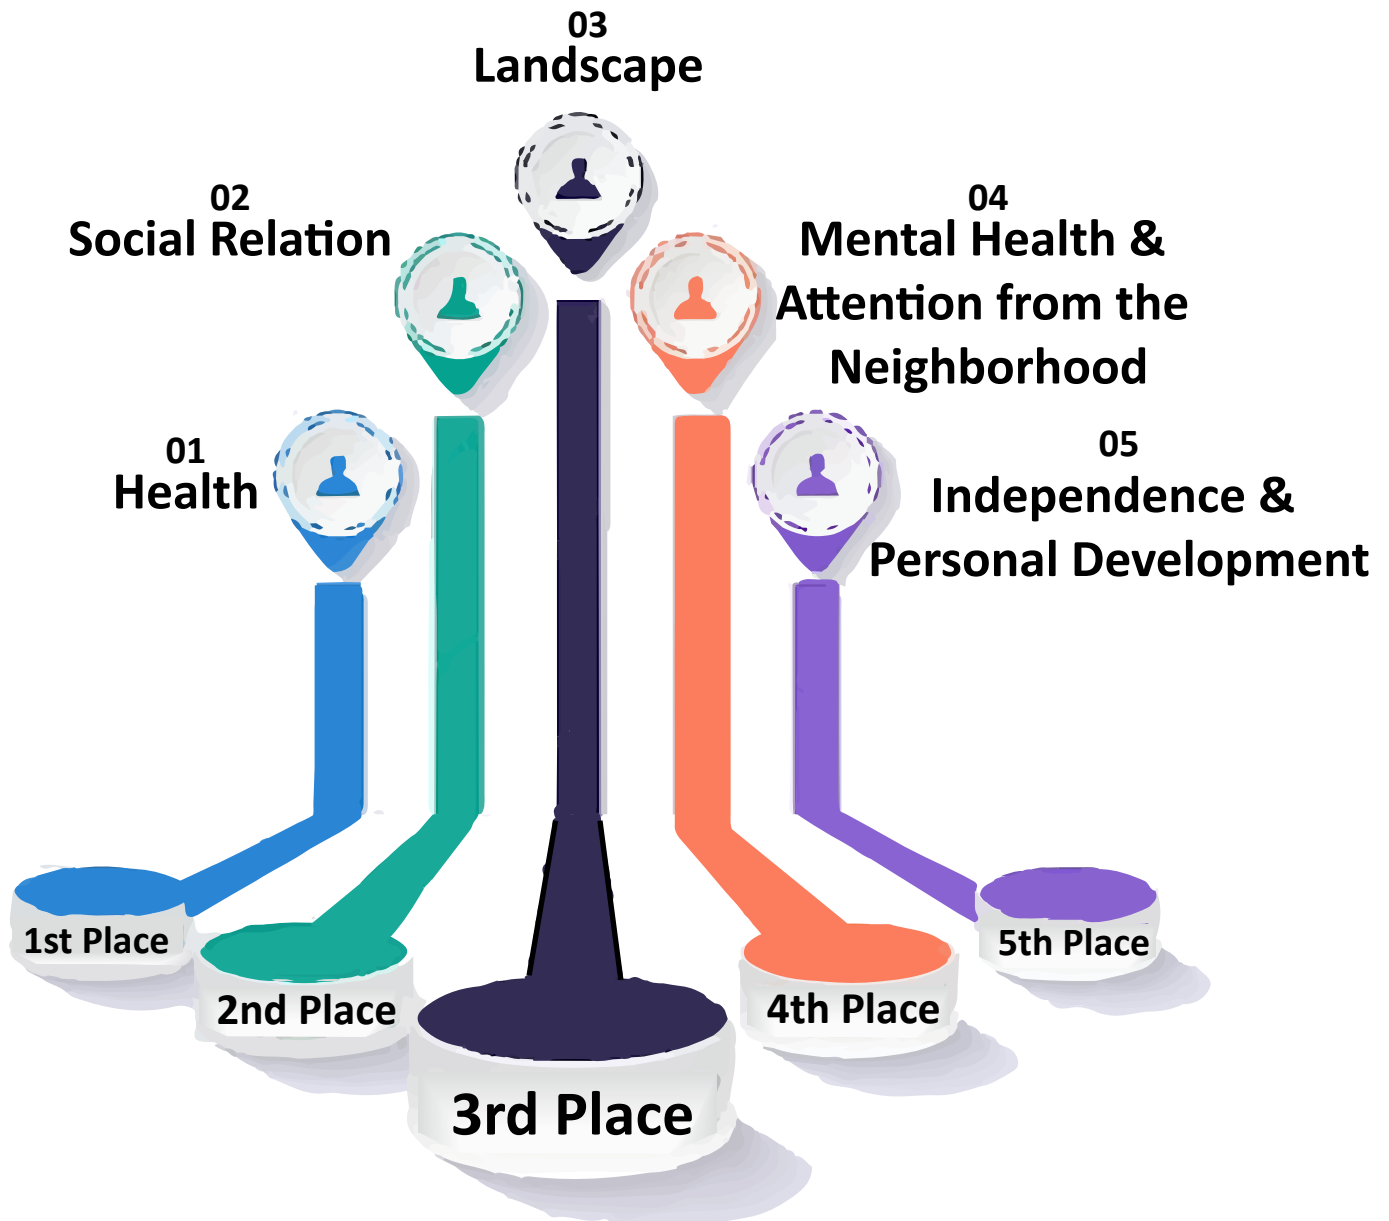 03
Landscape
02
Social Relation
04
Mental Health &
Attention from the
Neighborhood
01
Health
05
Independence &
Personal Development
1st Place
2nd Place
3rd Place
4th Place
5th Place